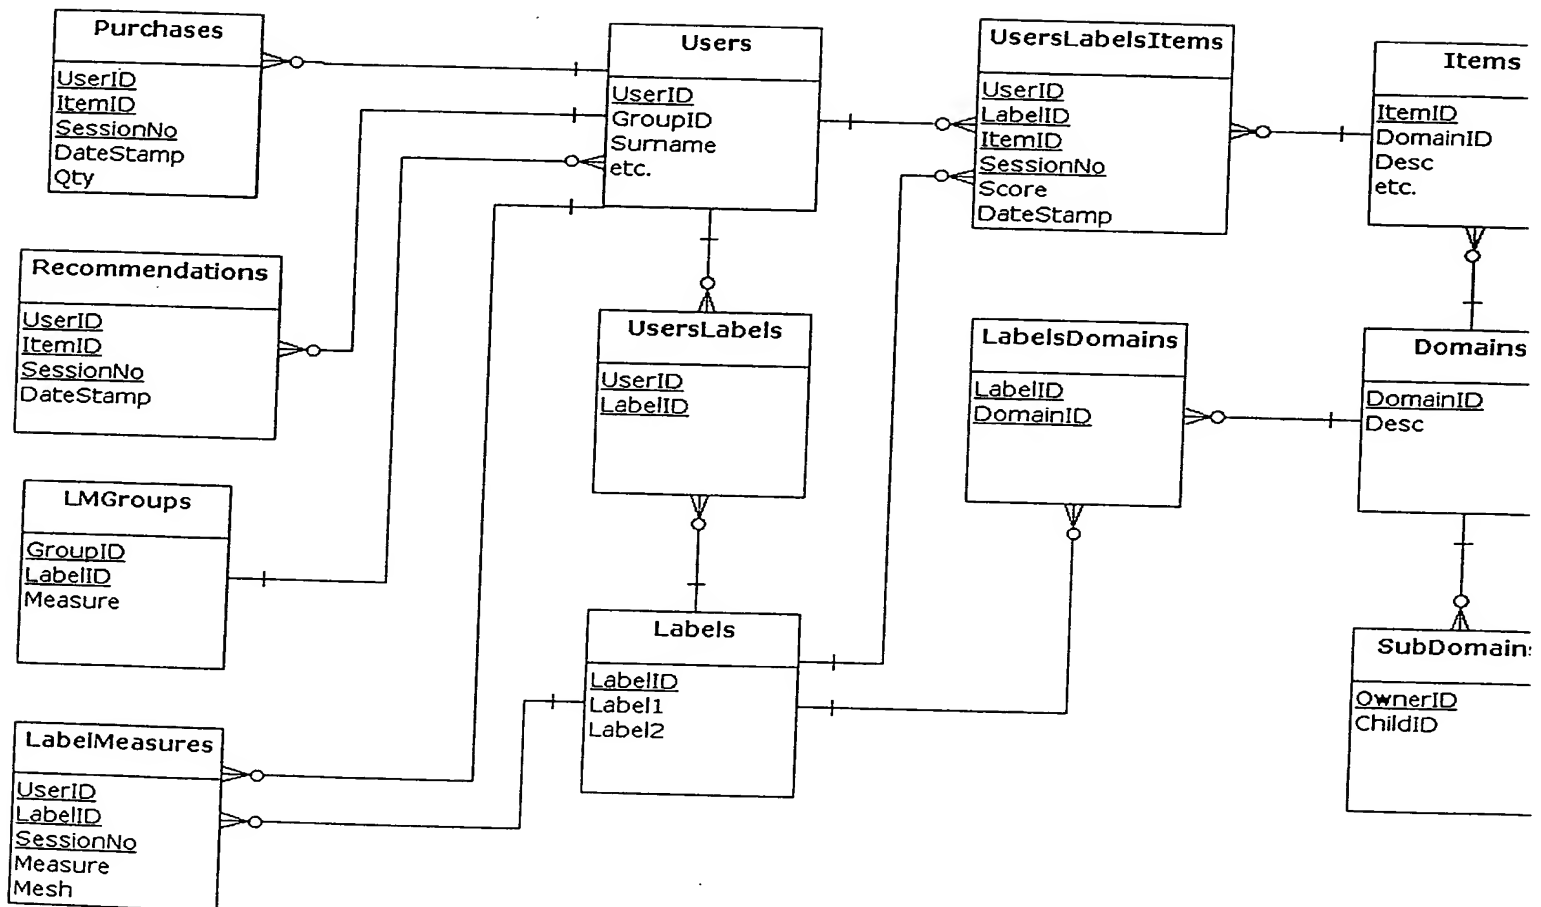 Purchases
UserID
ItemID
SessionNo
DateStamp
Qty
Users
UserID
GroupID
Surname
etc.
UsersLabelsItems
UserID
LabelID
ItemID
SessionNo
Score
DateStamp
Items
ItemID
DomainID
Desc
etc.
Recommendations
UserID
ItemID
SessionNo
DateStamp
UsersLabels
UserID
LabelID
LabelsDomains
LabelID
DomainID
Domains
DomainID
Desc
LMGroups
GroupID
LabelID
Measure
Labels
LabelID
Label1
Label2
SubDomains
OwnerID
ChildID
LabelMeasures
UserID
LabelID
SessionNo
Measure
Mesh